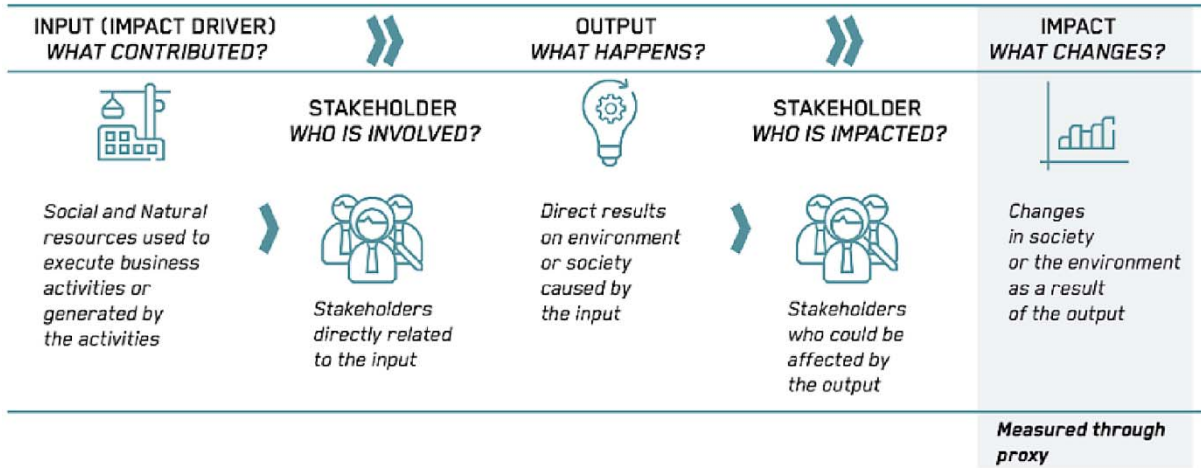 INPUT (IMPACT DRIVER)
WHAT CONTRIBUTED?
OUTPUT
WHAT HAPPENS?
IMPACT
WHAT CHANGES?
STAKEHOLDER
WHO IS INVOLVED?
STAKEHOLDER
WHO IS IMPACTED?
Social and Natural
resources used to
execute business
activities or
generated by
the activities
Stakeholders
directly related
to the input
Direct results
on environment
or society
caused by
the input
Stakeholders
who could be
affected by
the output
Changes
in society
or the environment
as a result
of the output
Measured through
proxy